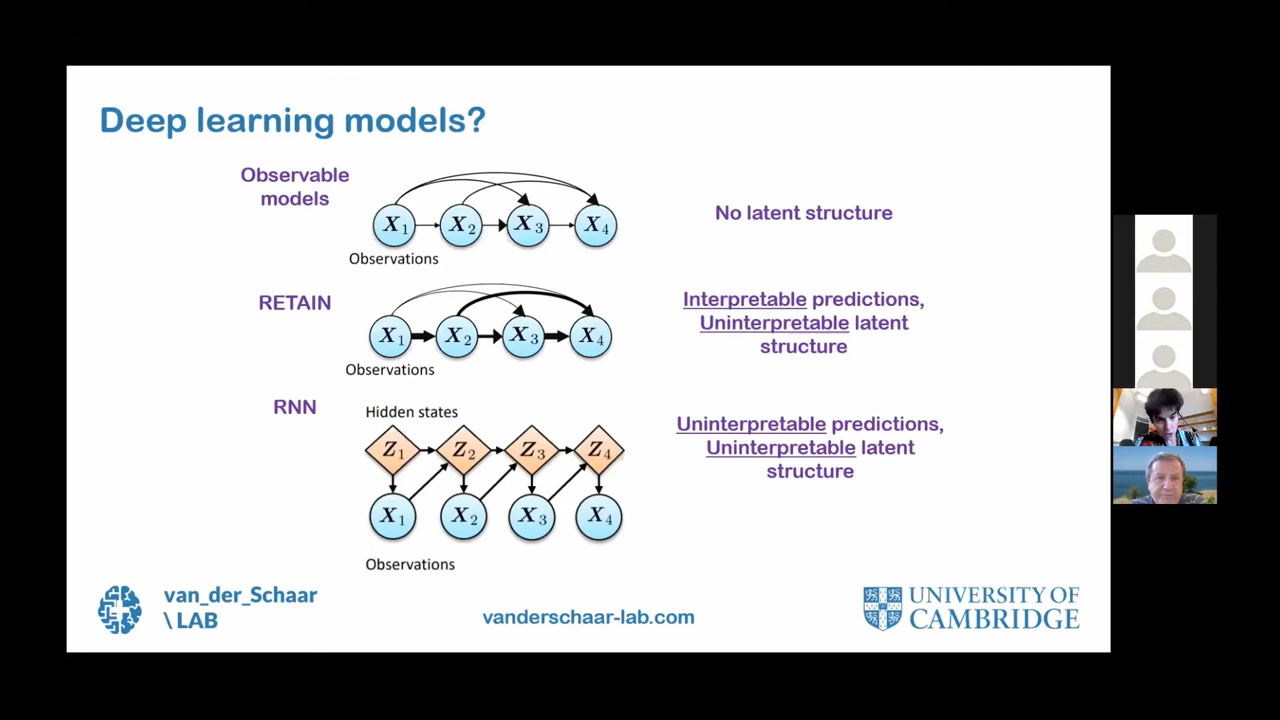 Deep learning models?
Observable
models
X1 X2 X3 X4
Observations
No latent structure
RETAIN
X1 X2 X3 X4
Observations
Interpretable predictions,
Uninterpretable latent
structure
RNN
Hidden states
Z1 Z2 Z3 Z4
X1 X2 X3 X4
Observations
Uninterpretable predictions,
Uninterpretable latent
structure
van_der_Schaar
\ LAB
vanderschaar-lab.com
UNIVERSITY OF
CAMBRIDGE